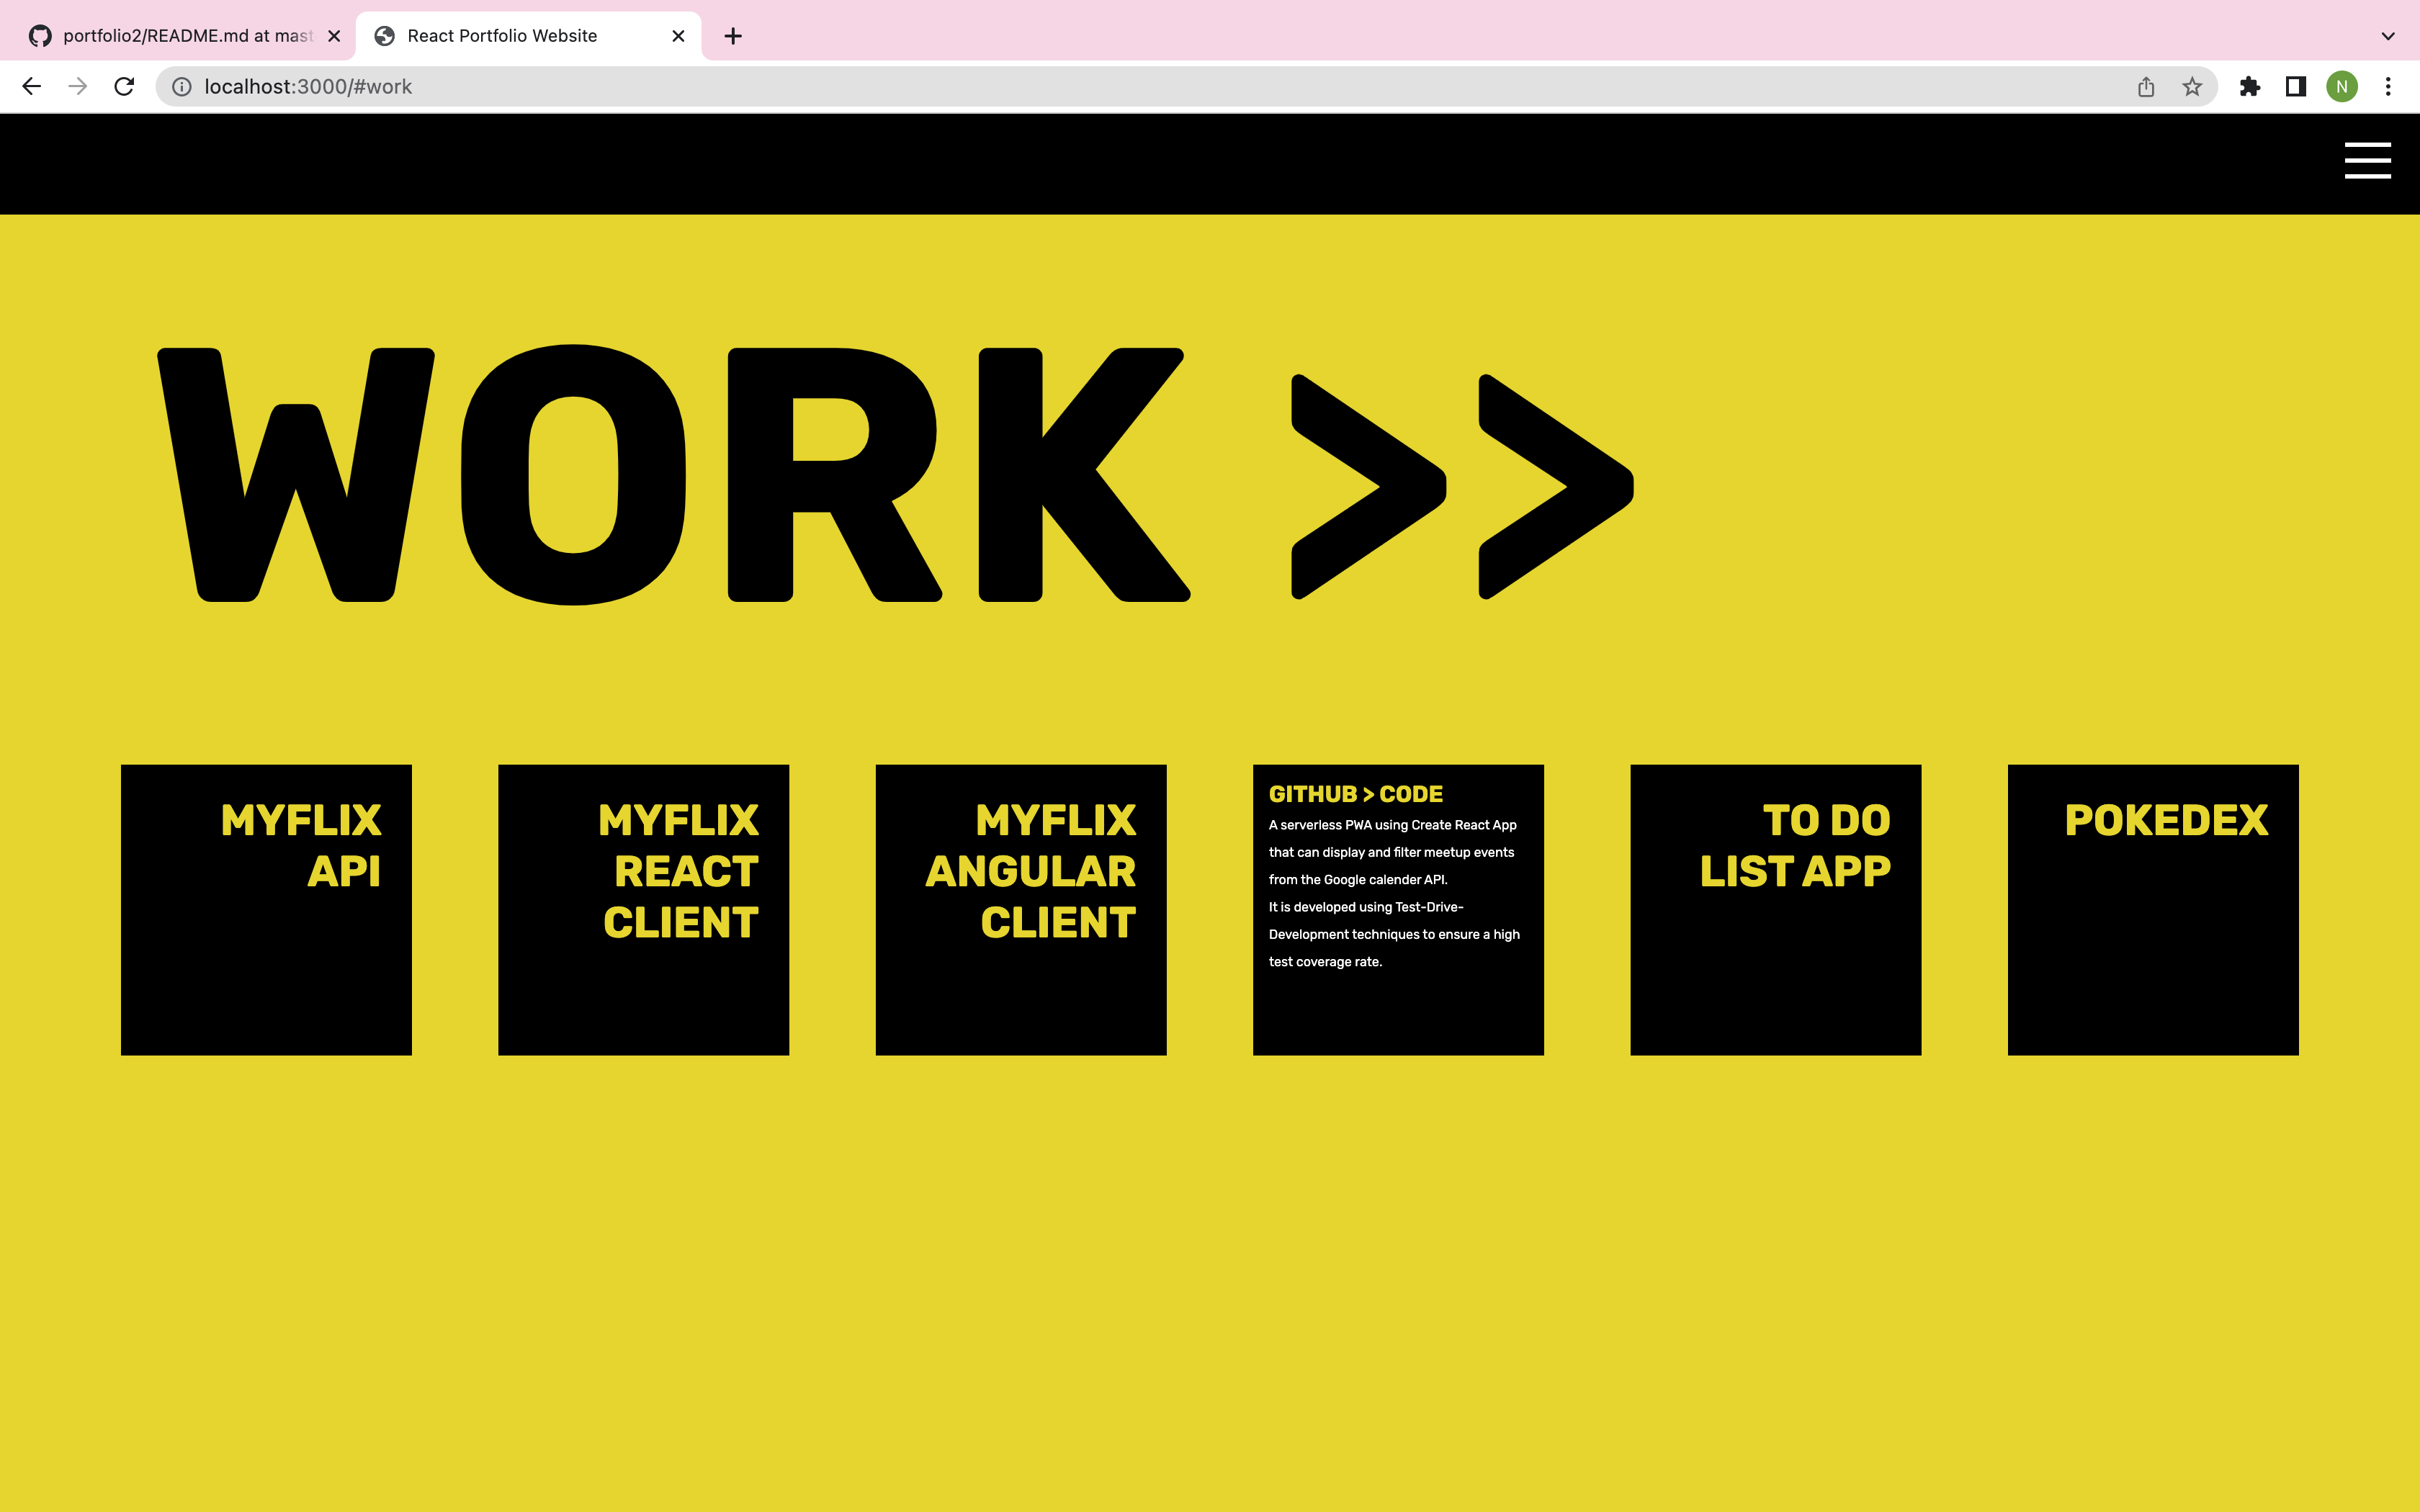 portfolio2/README.md at mast
React Portfolio Website
localhost:3000/#work
N
WORK >>
MYFLIX
API
MYFLIX
REACT
CLIENT
MYFLIX
ANGULAR
CLIENT
GITHUB > CODE
A serverless PWA using Create React App
that can display and filter meetup events
from the Google calender API.
It is developed using Test-Drive-
Development techniques to ensure a high
test coverage rate.
TO DO
LIST APP
POKEDEX